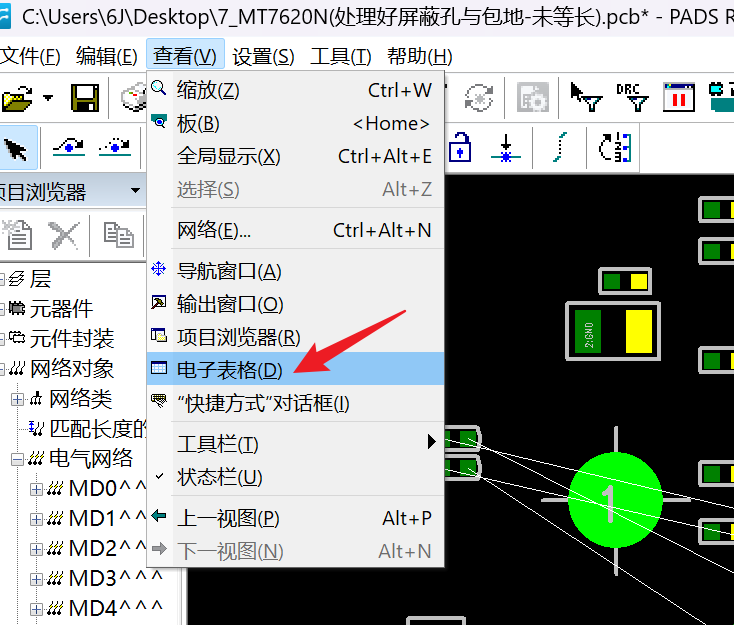 C:\Users\6J\Desktop\7_MT7620N(处理好屏蔽孔与包地-未等长).pcb* - PADS R
文件(F) 编辑(E) 查看(V) 设置(S) 工具(T) 帮助(H)
DRC
缩放(Z) Ctrl+W
板(B) <Home>
全局显示(X) Ctrl+Alt+E
选择(S) Alt+Z
网络(E)... Ctrl+Alt+N
导航窗口(A)
输出窗口(O)
项目浏览器(R)
电子表格(D)
“快捷方式”对话框(I)
工具栏(T)
状态栏(U)
上一视图(P) Alt+P
下一视图(N) Alt+N
项目浏览器
层
元器件
元件封装
网络对象
网络类
匹配长度的
电气网络
MD0^^
MD1^^
MD2^^
MD3^^^
MD4^^^
2:GND
1